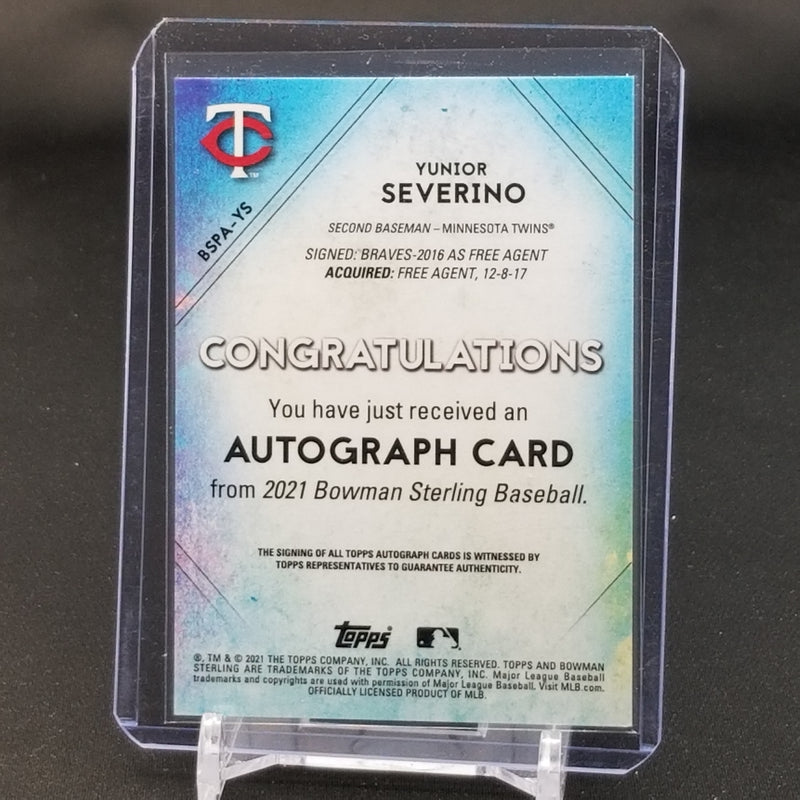 TC
TM
BSPA-YS
YUNIOR
SEVERINO
SECOND BASEMAN – MINNESOTA TWINS®
SIGNED: BRAVES-2016 AS FREE AGENT
ACQUIRED: FREE AGENT, 12-8-17
CONGRATULATIONS
You have just received an
AUTOGRAPH CARD
from 2021 Bowman Sterling Baseball.
THE SIGNING OF ALL TOPPS AUTOGRAPH CARDS IS WITNESSED BY
TOPPS REPRESENTATIVES TO GUARANTEE AUTHENTICITY.
topps
®, TM & © 2021 THE TOPPS COMPANY, INC. ALL RIGHTS RESERVED. TOPPS AND BOWMAN
STERLING ARE TRADEMARKS OF THE TOPPS COMPANY, INC. Major League Baseball
trademarks and copyrights are used with permission of Major League Baseball. Visit MLB.com.
OFFICIALLY LICENSED PRODUCT OF MLB.